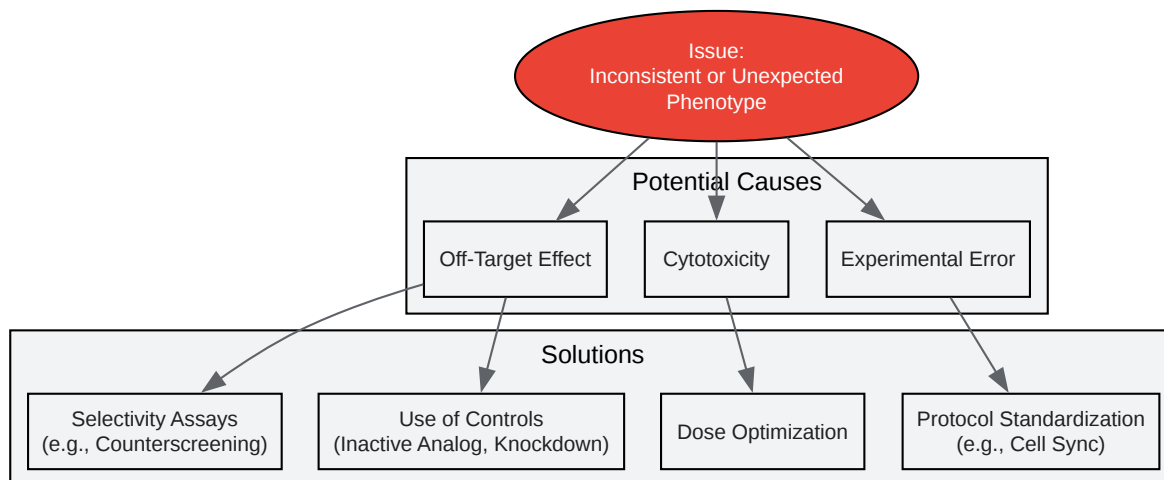 Issue:
Inconsistent or Unexpected
Phenotype
Potential Causes
Off-Target Effect
Cytotoxicity
Experimental Error
Solutions
Selectivity Assays
(e.g., Counterscreening)
Use of Controls
(Inactive Analog, Knockdown)
Dose Optimization
Protocol Standardization
(e.g., Cell Sync)